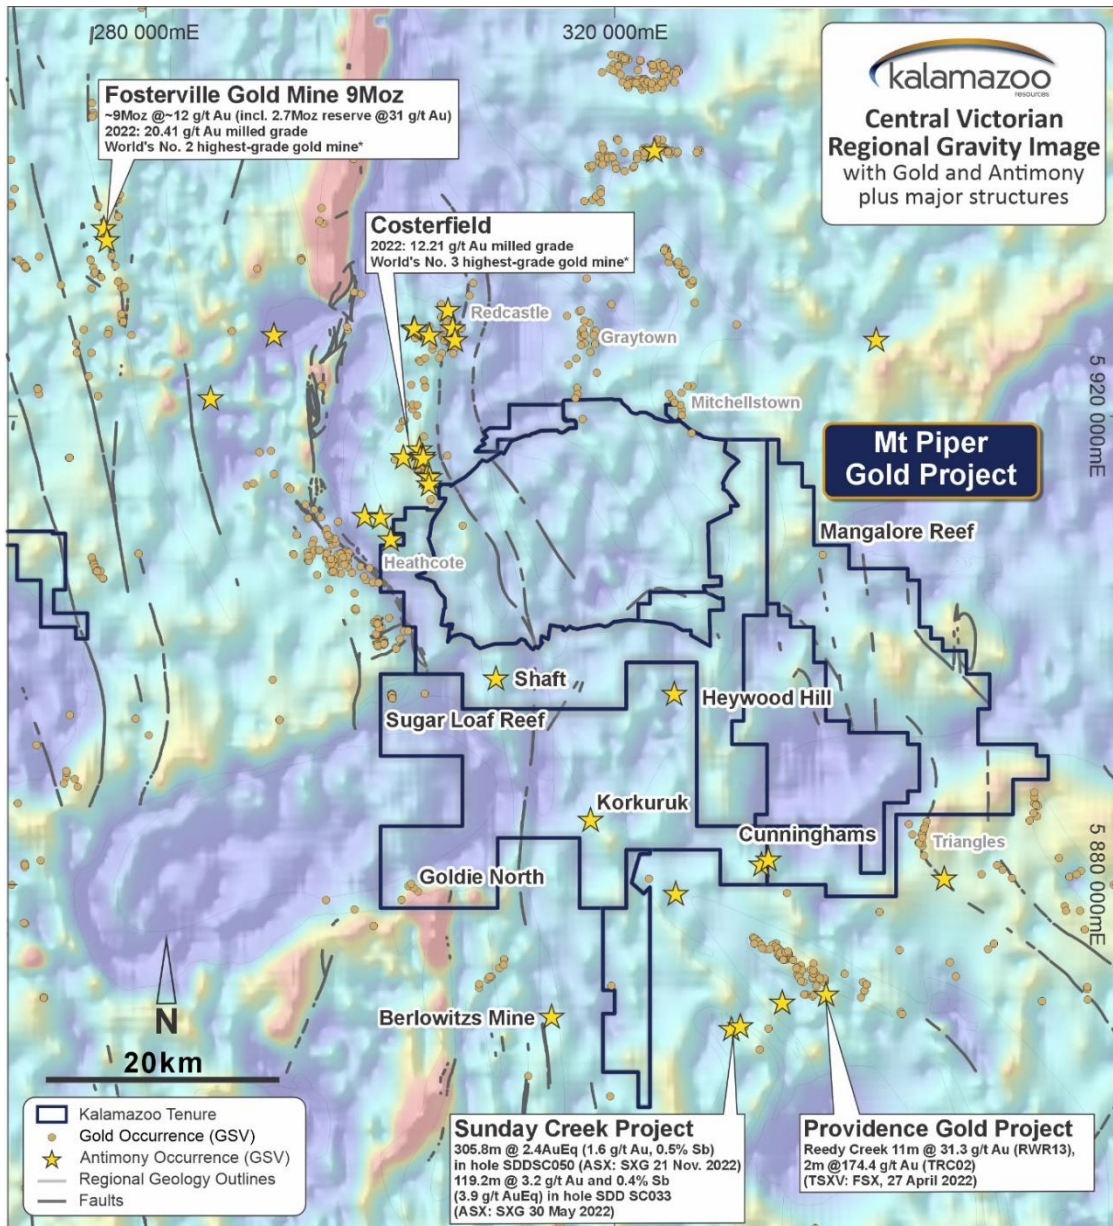 280 000mE
320 000mE
kalamazoo
resources
Central Victorian
Regional Gravity Image
with Gold and Antimony
plus major structures
Fosterville Gold Mine 9Moz
~9Moz @~12 g/t Au (incl. 2.7Moz reserve @31 g/t Au)
2022: 20.41 g/t Au milled grade
World's No. 2 highest-grade gold mine*
Costerfield
2022: 12.21 g/t Au milled grade
World's No. 3 highest-grade gold mine*
Redcastle
Graytown
Mitchellstown
5 920 000mE
Mt Piper
Gold Project
Mangalore Reef
Heathcote
Shaft
Sugar Loaf Reef
Heywood Hill
Korkuruk
Cunninghams
Triangles
5 880 000mE
Goldie North
Berlowitzs Mine
N
20km
Kalamazoo Tenure
Gold Occurrence (GSV)
Antimony Occurrence (GSV)
Regional Geology Outlines
Faults
Sunday Creek Project
305.8m @ 2.4AuEq (1.6 g/t Au, 0.5% Sb)
in hole SDDSC050 (ASX: SXG 21 Nov. 2022)
119.2m @ 3.2 g/t Au and 0.4% Sb
(3.9 g/t AuEq) in hole SDD SC033
(ASX: SXG 30 May 2022)
Providence Gold Project
Reedy Creek 11m @ 31.3 g/t Au (RWR13),
2m @174.4 g/t Au (TRC02)
(TSXV: FSX, 27 April 2022)